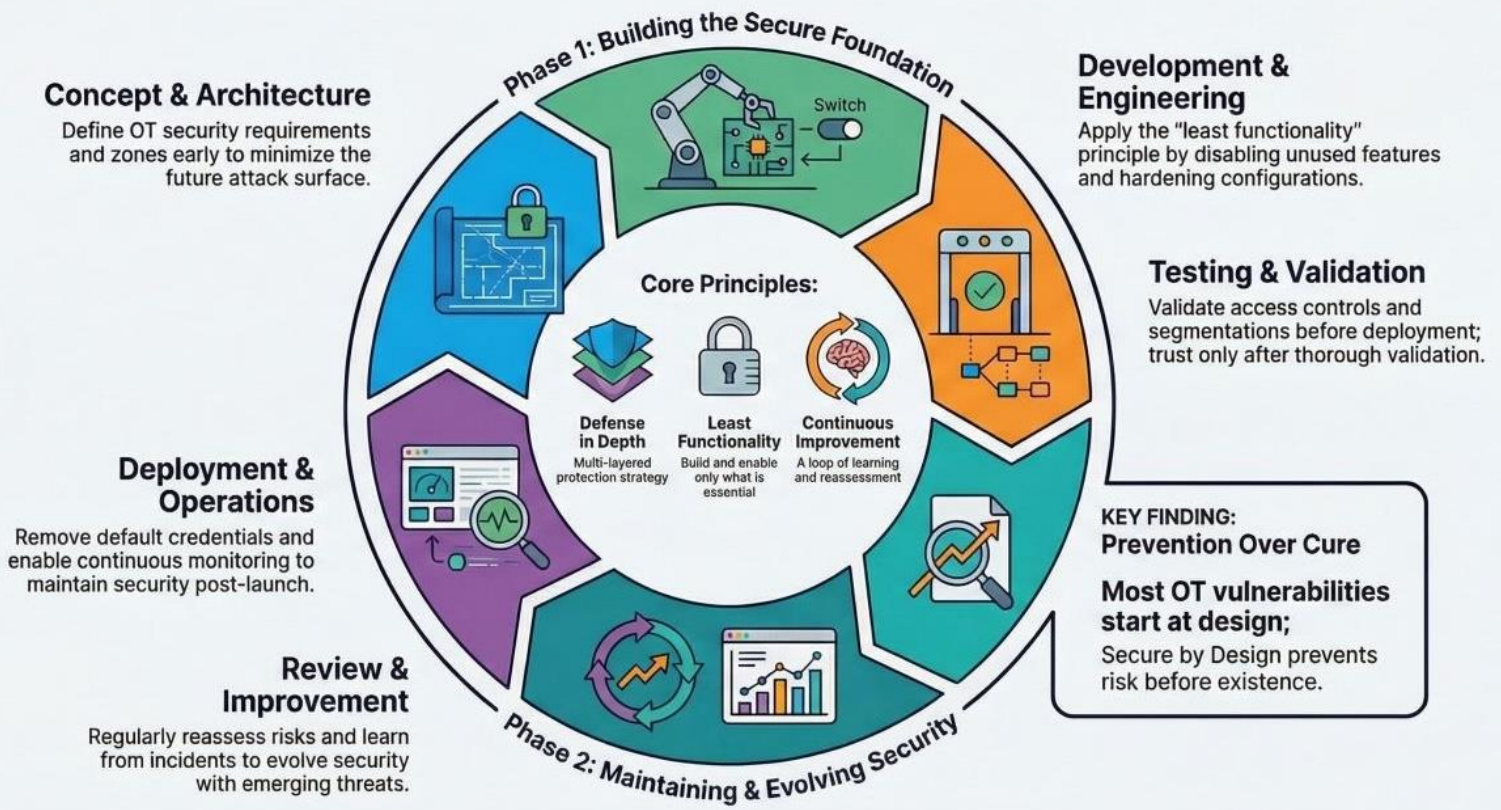 Phase 1: Building the Secure Foundation
Concept & Architecture
Define OT security requirements
and zones early to minimize the
future attack surface.
Switch
Development &
Engineering
Apply the “least functionality”
principle by disabling unused features
and hardening configurations.
Testing & Validation
Validate access controls and
segmentations before deployment;
trust only after thorough validation.
Core Principles:
Defense
in Depth
Multi-layered
protection strategy
Least
Functionality
Build and enable
only what is
essential
Continuous
Improvement
A loop of learning
and reassessment
Deployment &
Operations
Remove default credentials and
enable continuous monitoring to
maintain security post-launch.
KEY FINDING:
Prevention Over Cure
Most OT vulnerabilities
start at design;
Secure by Design prevents
risk before existence.
Review &
Improvement
Regularly reassess risks and learn
from incidents to evolve security
with emerging threats.
Phase 2: Maintaining & Evolving Security